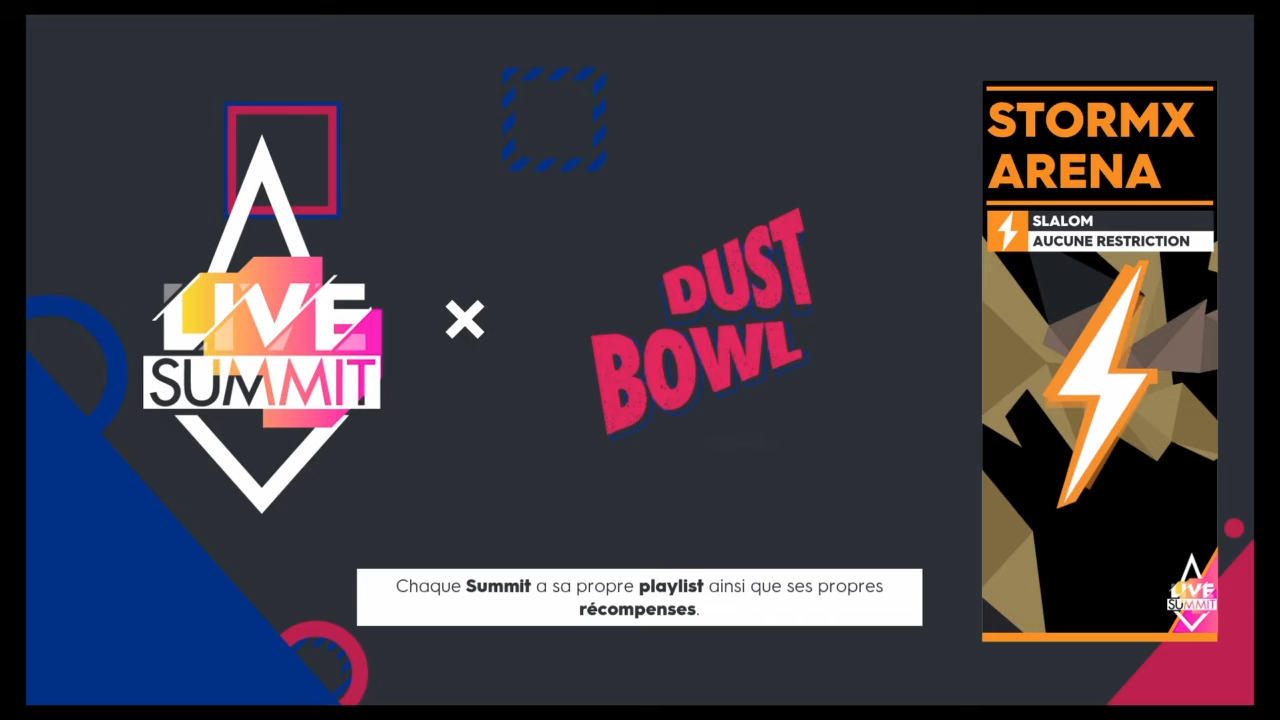 LIVE
SUMMIT
×
DUST
BOWL
STORMX
ARENA
SLALOM
AUCUNE RESTRICTION
LIVE
SUMMIT
Chaque Summit a sa propre playlist ainsi que ses propres
récompenses.